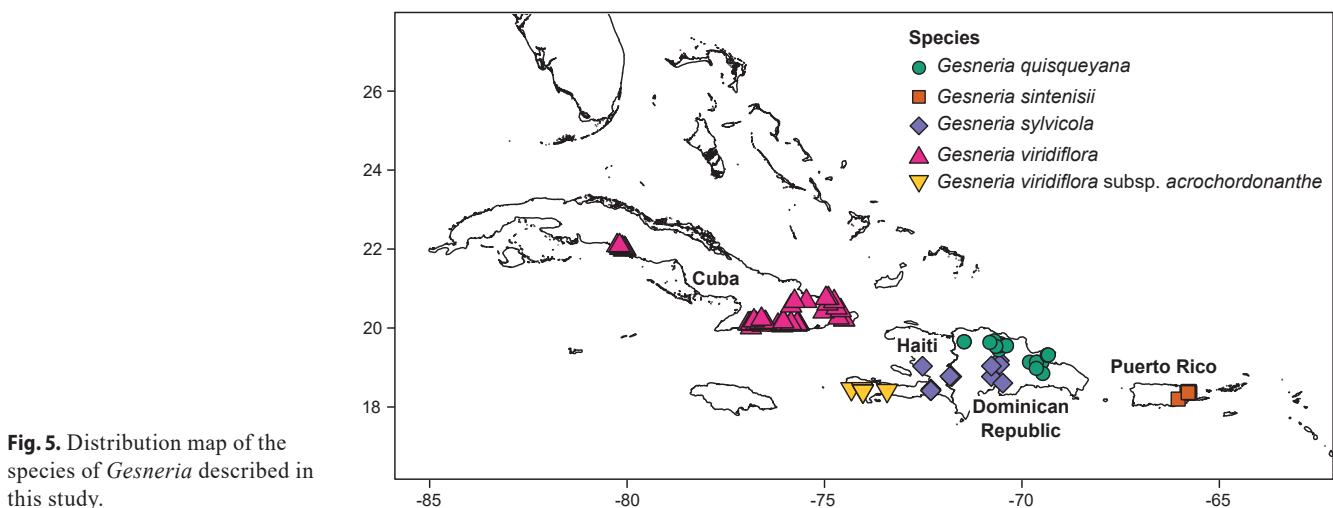 Species
Gesneria quisqueyana
Gesneria sintenisii
Gesneria sylvicola
Gesneria viridiflora
Gesneria viridiflora subsp. acrochordonanthe
26
24
22
20
18
Cuba
Haiti
Dominican
Republic
Puerto Rico
-85
-80
-75
-70
-65
Fig. 5. Distribution map of the
species of Gesneria described in
this study.